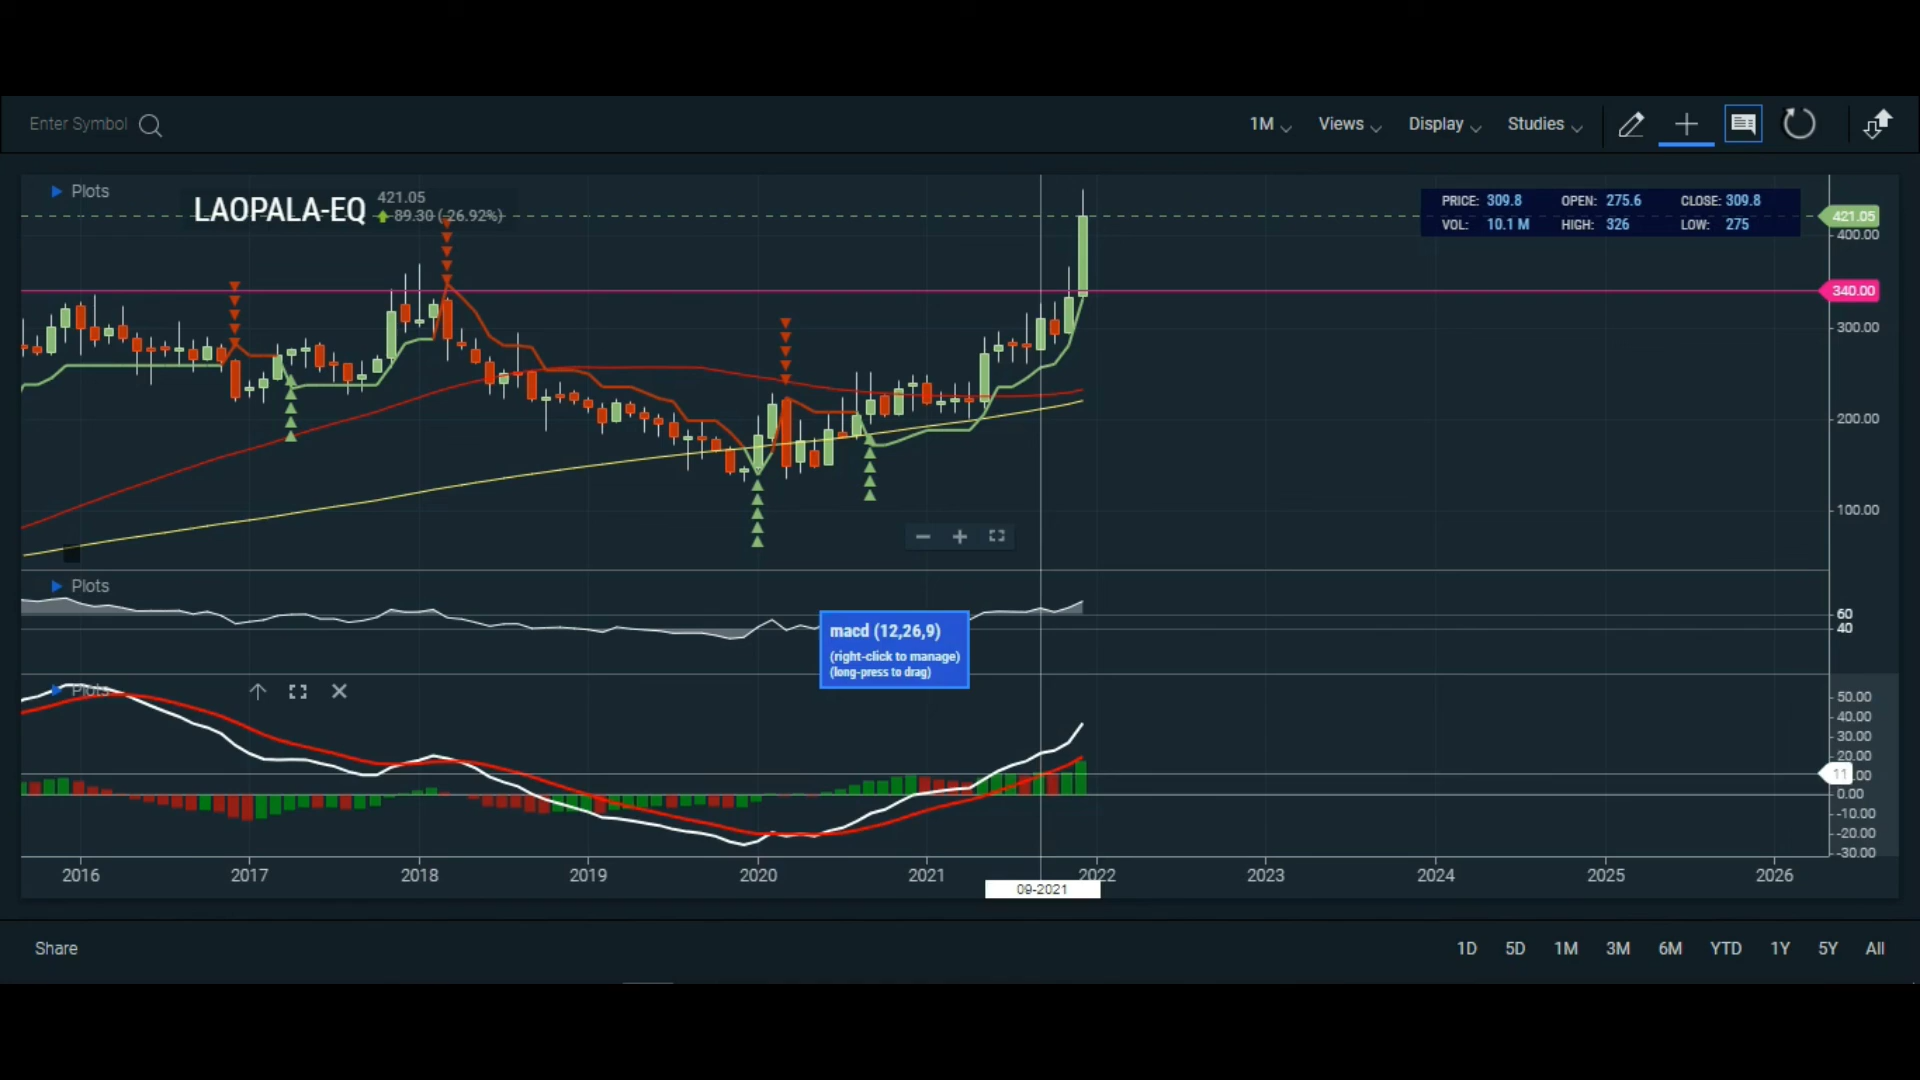 Enter Symbol
1M Views Display Studies
Plots
LAOPALA-EQ 421.05
89.30 ( 26.92%)
PRICE: 309.8 OPEN: 275.6 CLOSE: 309.8
VOL: 10.1 M HIGH: 326 LOW: 275
421.05
400.00
340.00
300.00
200.00
100.00
Plots
60
40
macd (12,26,9)
(right-click to manage)
(long-press to drag)
Plots
50.00
40.00
30.00
20.00
11 .00
0.00
-10.00
-20.00
-30.00
2016 2017 2018 2019 2020 2021 2022 2023 2024 2025 2026
09-2021
Share 1D 5D 1M 3M 6M YTD 1Y 5Y All